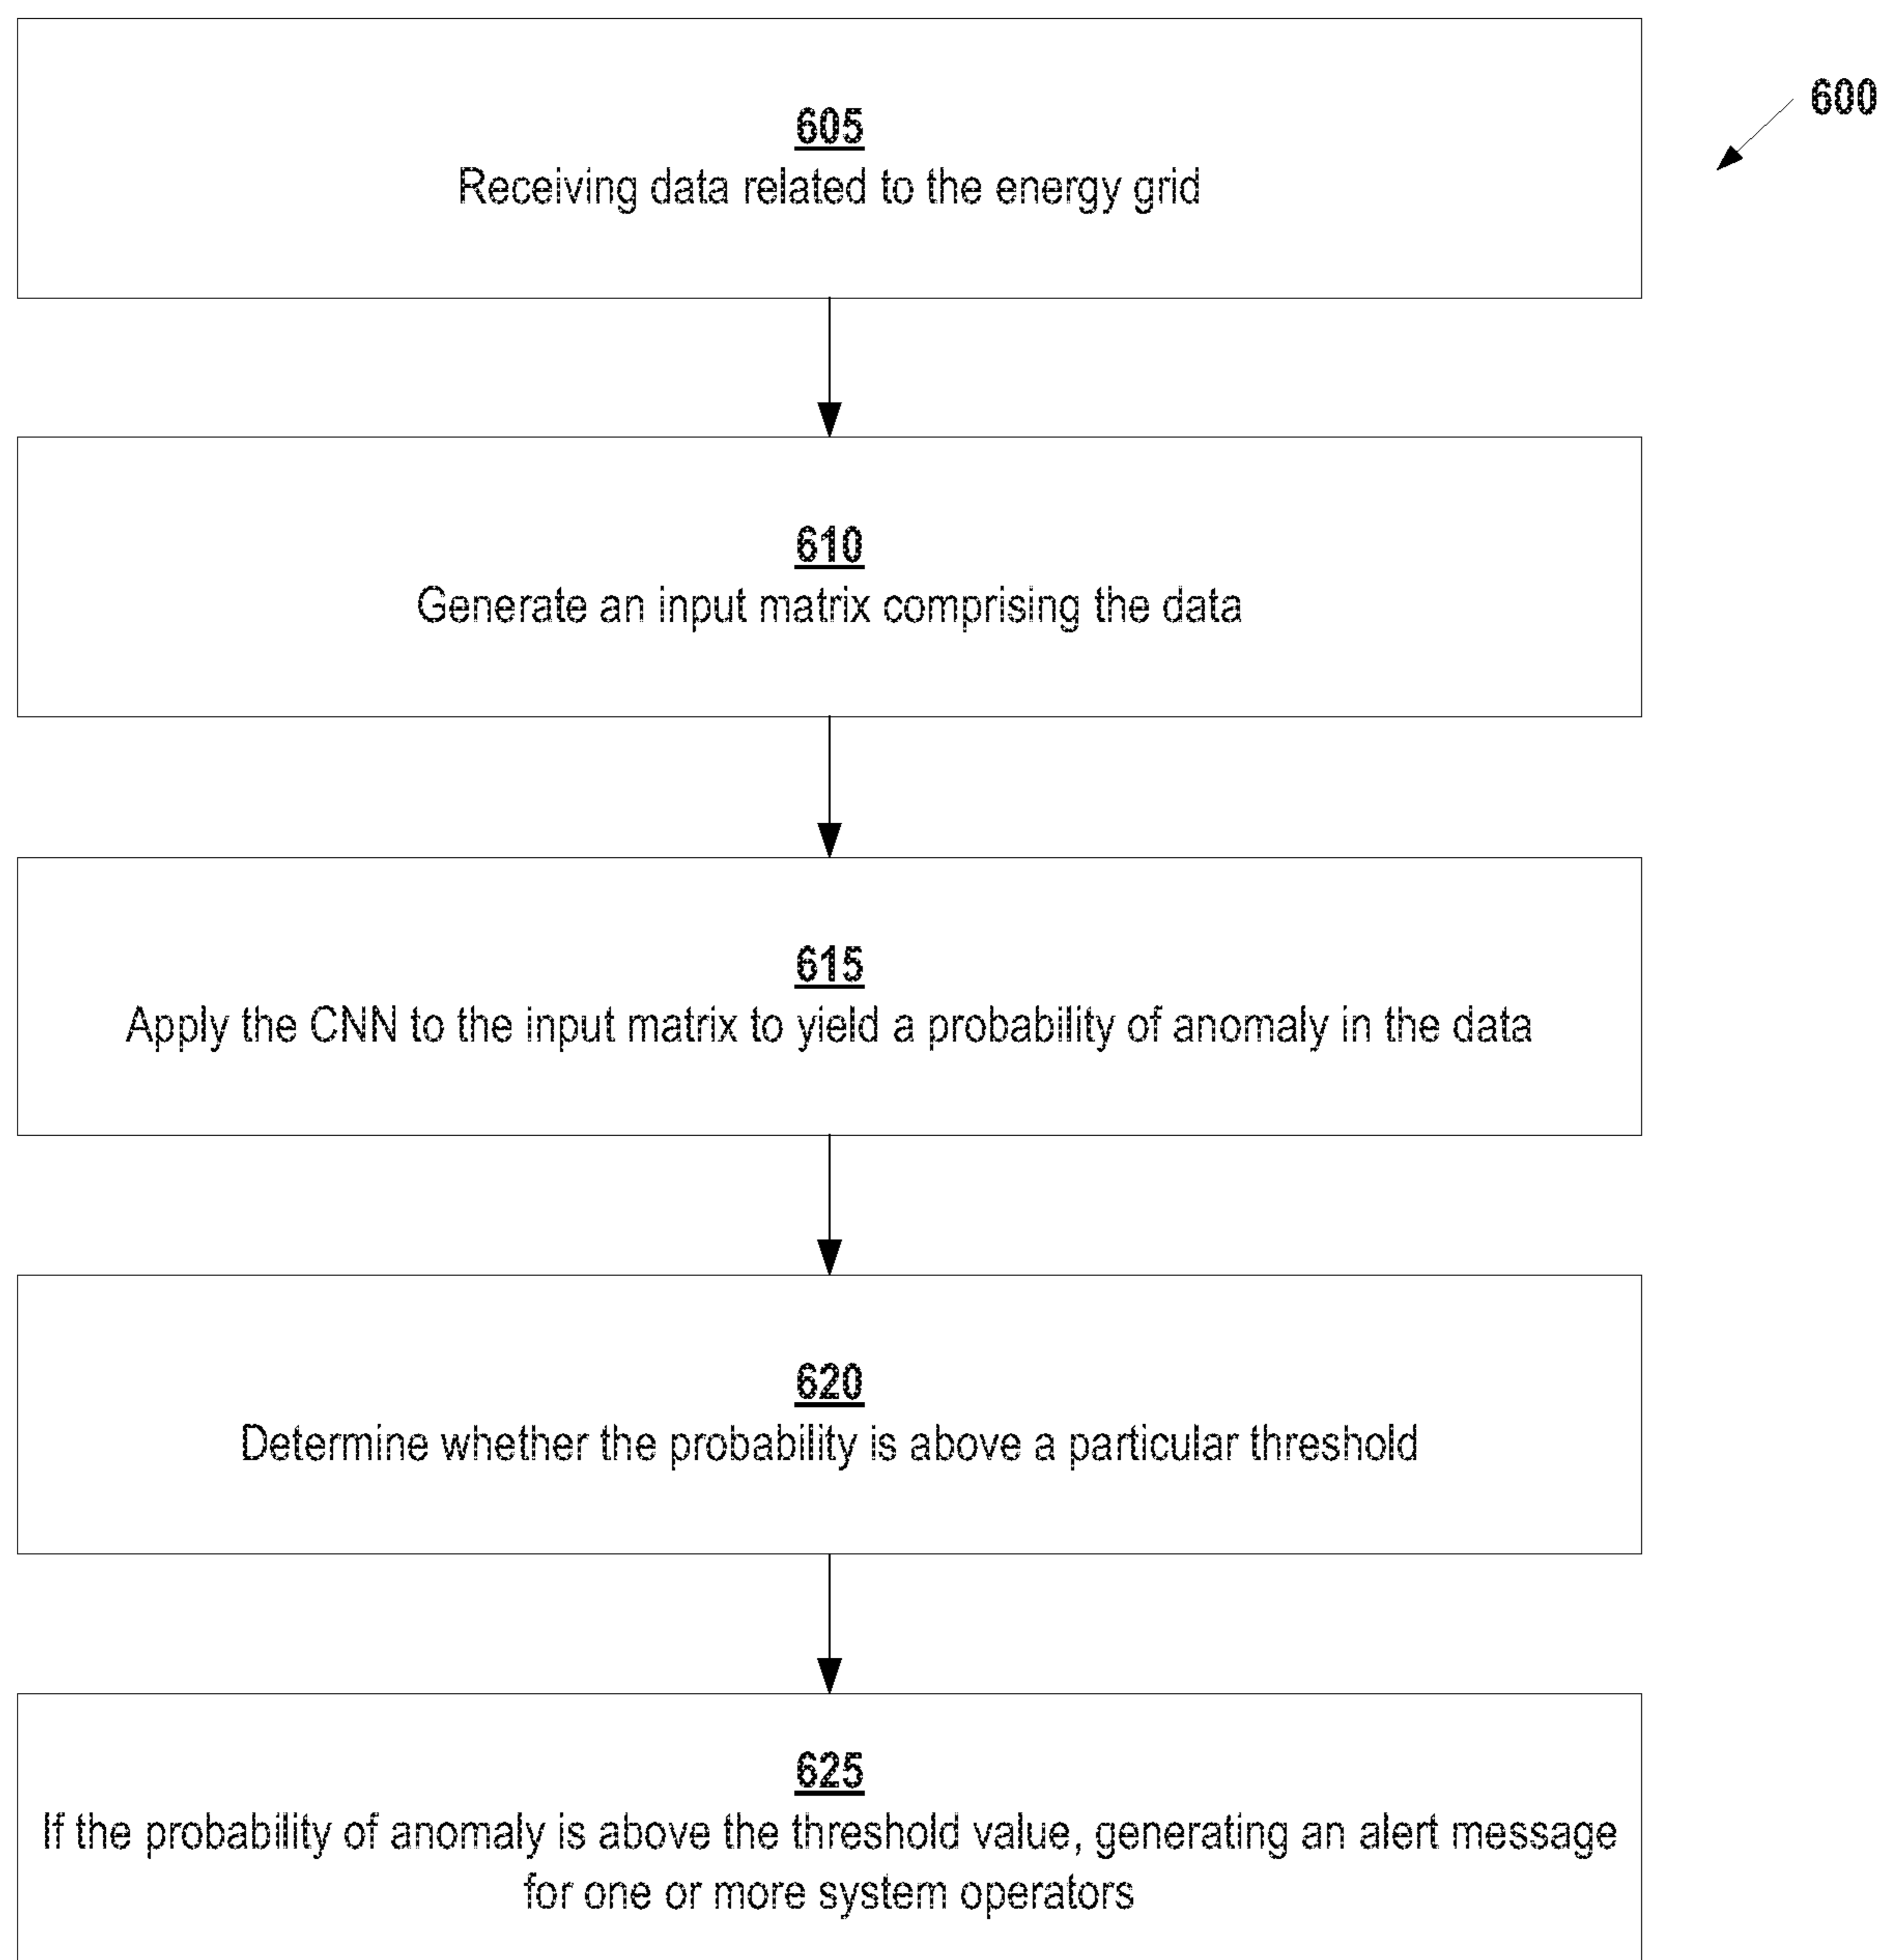 600
605
Receiving data related to the energy grid
610
Generate an input matrix comprising the data
615
Apply the CNN to the input matrix to yield a probability of anomaly in the data
620
Determine whether the probability is above a particular threshold
625
If the probability of anomaly is above the threshold value, generating an alert message
for one or more system operators